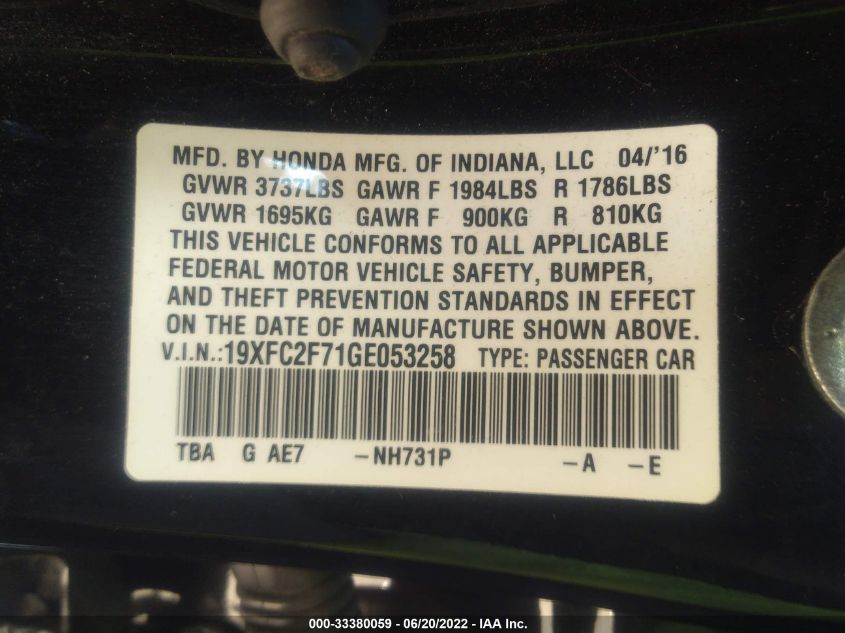 MFD. BY HONDA MFG. OF INDIANA, LLC 04/'16
GVWR 3737LBS GAWR F 1984LBS R 1786LBS
GVWR 1695KG GAWR F 900KG R 810KG
THIS VEHICLE CONFORMS TO ALL APPLICABLE
FEDERAL MOTOR VEHICLE SAFETY, BUMPER,
AND THEFT PREVENTION STANDARDS IN EFFECT
ON THE DATE OF MANUFACTURE SHOWN ABOVE.
V.I.N.:19XFC2F71GE053258 TYPE: PASSENGER CAR
TBA G AE7 -NH731P -A -E
000-33380059 - 06/20/2022 - IAA Inc.